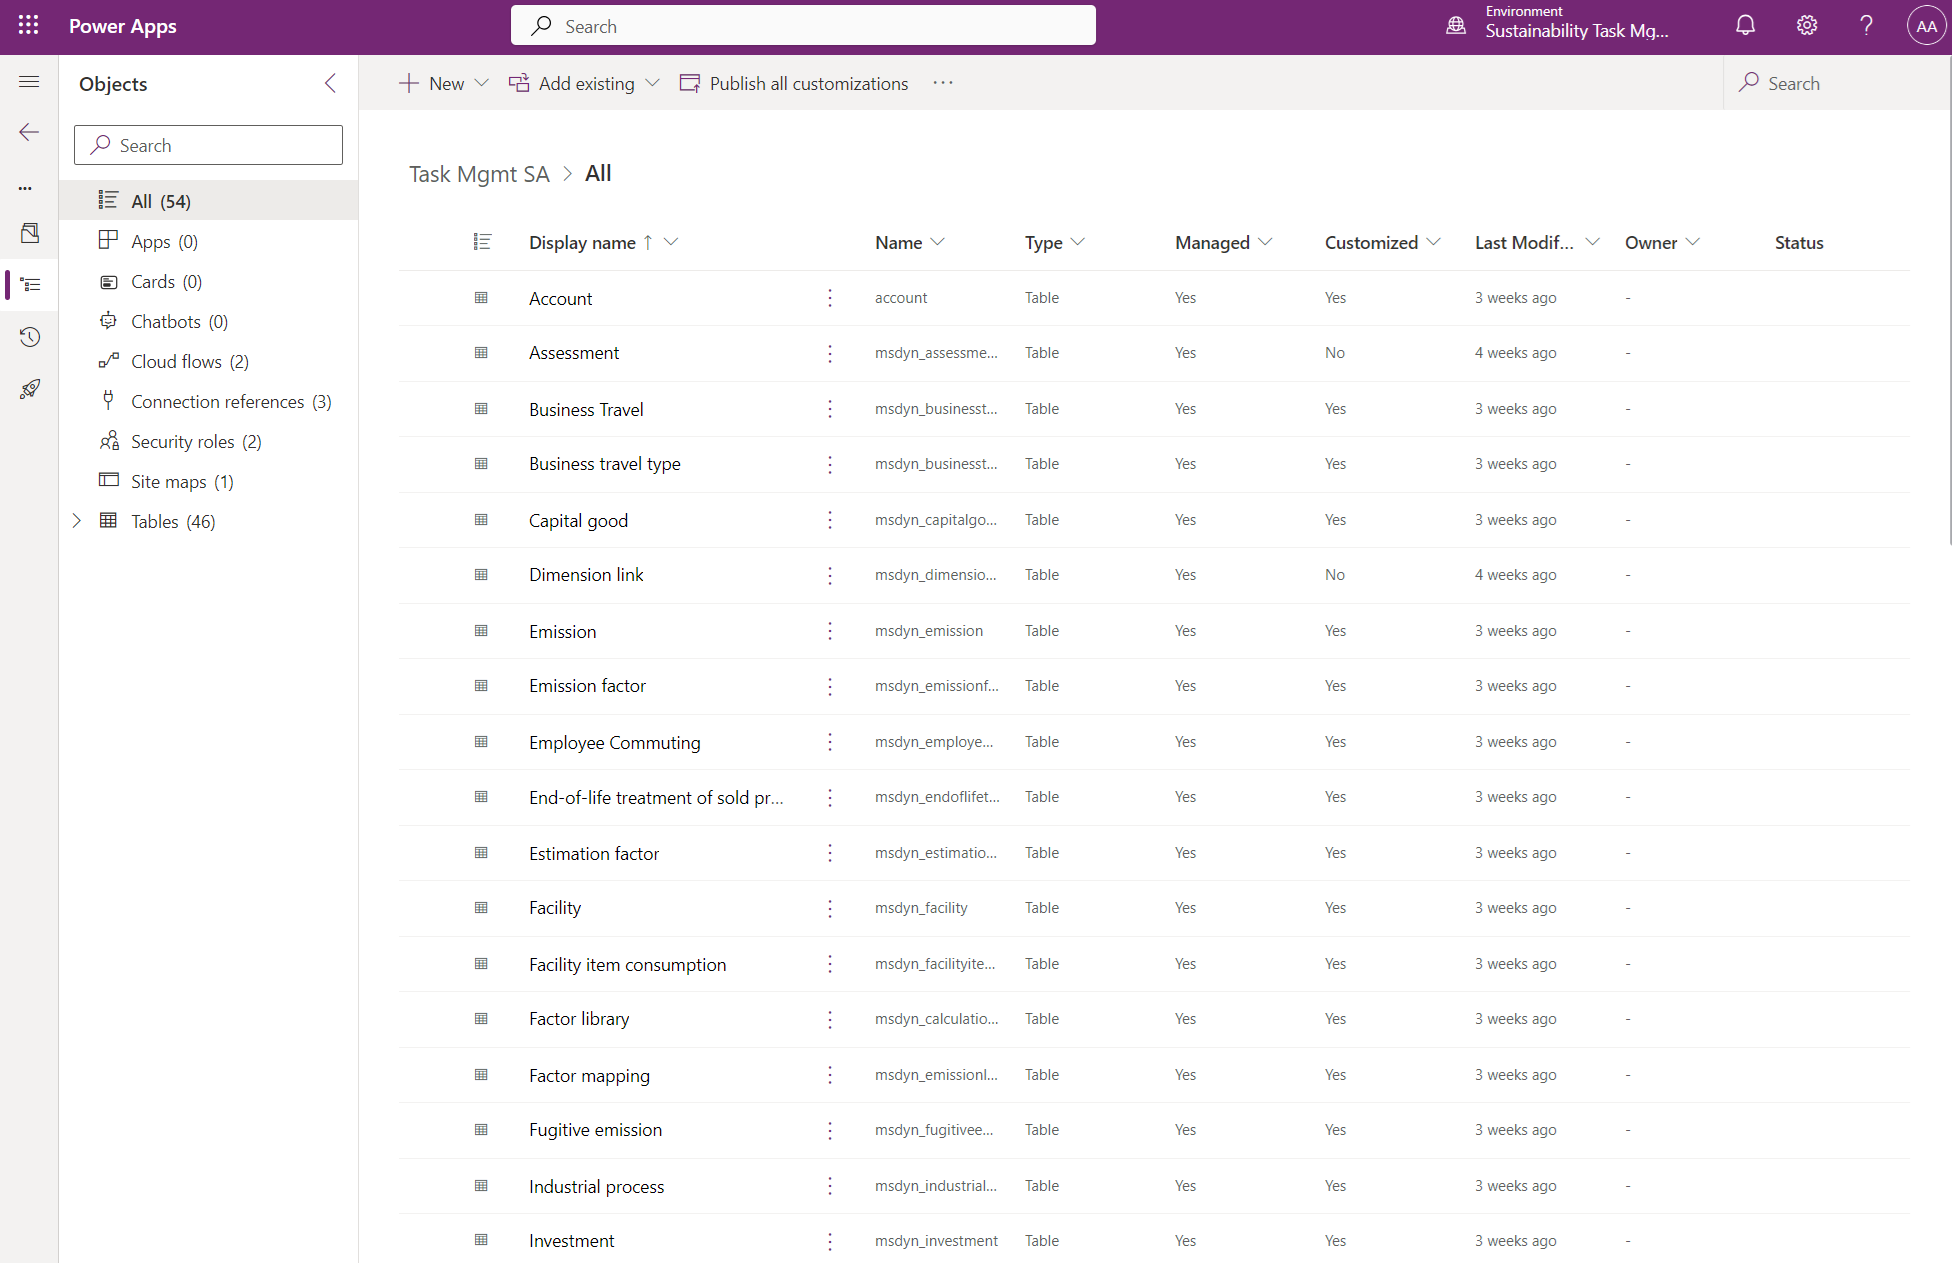 Power Apps
Search
Environment
Sustainability Task Mg...
AA
Objects
New
Add existing
Publish all customizations
Search
Search
All (54)
Apps (0)
Cards (0)
Chatbots (0)
Cloud flows (2)
Connection references (3)
Security roles (2)
Site maps (1)
Tables (46)
Task Mgmt SA > All
Display name ↑ Name Type Managed Customized Last Modif... Owner Status
Account account Table Yes Yes 3 weeks ago -
Assessment msdyn_assessme... Table Yes No 4 weeks ago -
Business Travel msdyn_businesst... Table Yes Yes 3 weeks ago -
Business travel type msdyn_businesst... Table Yes Yes 3 weeks ago -
Capital good msdyn_capitalgo... Table Yes Yes 3 weeks ago -
Dimension link msdyn_dimensio... Table Yes No 4 weeks ago -
Emission msdyn_emission Table Yes Yes 3 weeks ago -
Emission factor msdyn_emissionf... Table Yes Yes 3 weeks ago -
Employee Commuting msdyn_employe... Table Yes Yes 3 weeks ago -
End-of-life treatment of sold pr... msdyn_endoflifet... Table Yes Yes 3 weeks ago -
Estimation factor msdyn_estimatio... Table Yes Yes 3 weeks ago -
Facility msdyn_facility Table Yes Yes 3 weeks ago -
Facility item consumption msdyn_facilityite... Table Yes Yes 3 weeks ago -
Factor library msdyn_calculatio... Table Yes Yes 3 weeks ago -
Factor mapping msdyn_emissionl... Table Yes Yes 3 weeks ago -
Fugitive emission msdyn_fugitivee... Table Yes Yes 3 weeks ago -
Industrial process msdyn_industrial... Table Yes Yes 3 weeks ago -
Investment msdyn_investment Table Yes Yes 3 weeks ago -